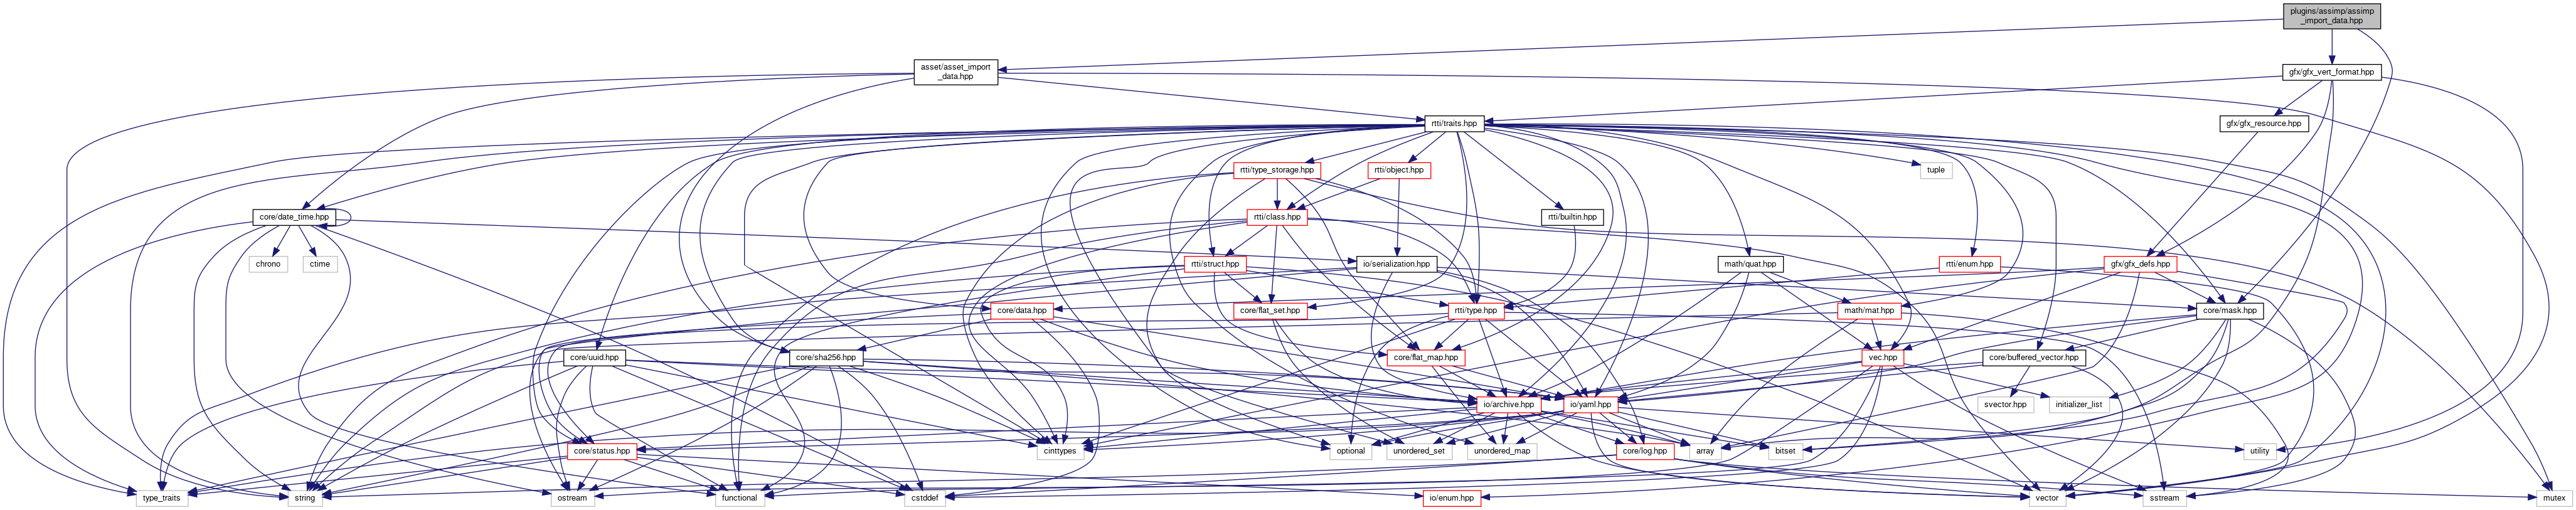 plugins/assimp/assimp
_import_data.hpp
asset/asset_import
_data.hpp
gfx/gfx_vert_format.hpp
rtti/traits.hpp
gfx/gfx_resource.hpp
rtti/type_storage.hpp
rtti/object.hpp
tuple
core/date_time.hpp
rtti/class.hpp
rtti/builtin.hpp
chrono
ctime
rtti/struct.hpp
io/serialization.hpp
math/quat.hpp
rtti/enum.hpp
gfx/gfx_defs.hpp
core/data.hpp
core/flat_set.hpp
rtti/type.hpp
math/mat.hpp
core/mask.hpp
core/uuid.hpp
core/sha256.hpp
core/flat_map.hpp
vec.hpp
core/buffered_vector.hpp
io/archive.hpp
io/yaml.hpp
svector.hpp
initializer_list
core/status.hpp
cinttypes
optional
unordered_set
unordered_map
core/log.hpp
array
bitset
utility
type_traits
string
ostream
functional
cstddef
io/enum.hpp
vector
sstream
mutex